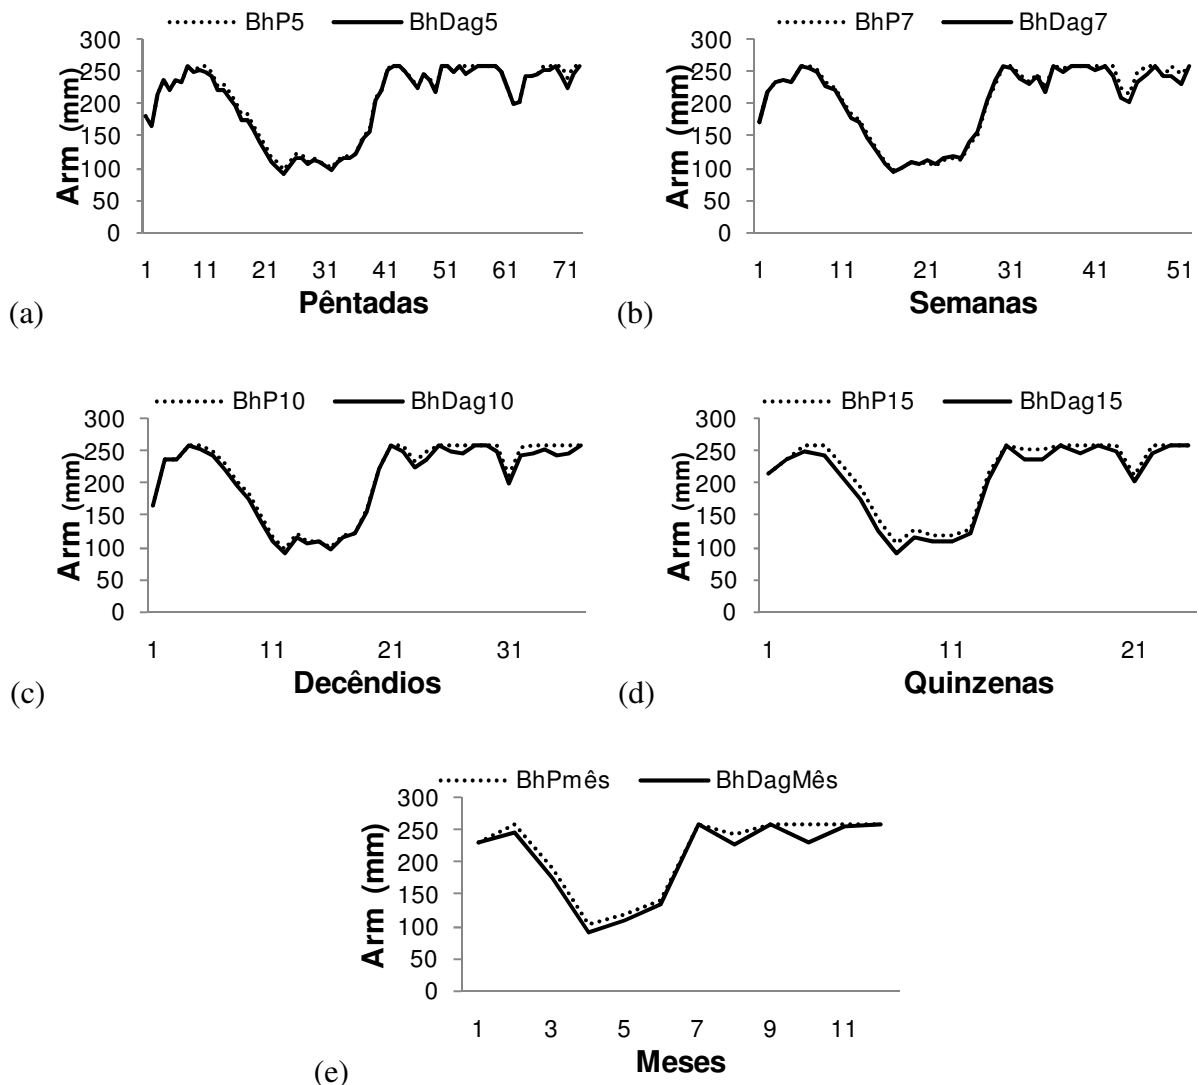 BhP5 BhDag5
300
250
200
150
100
50
0
Arm (mm)
1 11 21 31 41 51 61 71
Pêntadas
(a)
BhP7 BhDag7
300
250
200
150
100
50
0
Arm (mm)
1 11 21 31 41 51
Semanas
(b)
BhP10 BhDag10
300
250
200
150
100
50
0
Arm (mm)
1 11 21 31
Decêndios
(c)
BhP15 BhDag15
300
250
200
150
100
50
0
Arm (mm)
1 11 21
Quinzenas
(d)
BhPmês BhDagMês
300
250
200
150
100
50
0
Arm (mm)
1 3 5 7 9 11
Meses
(e)